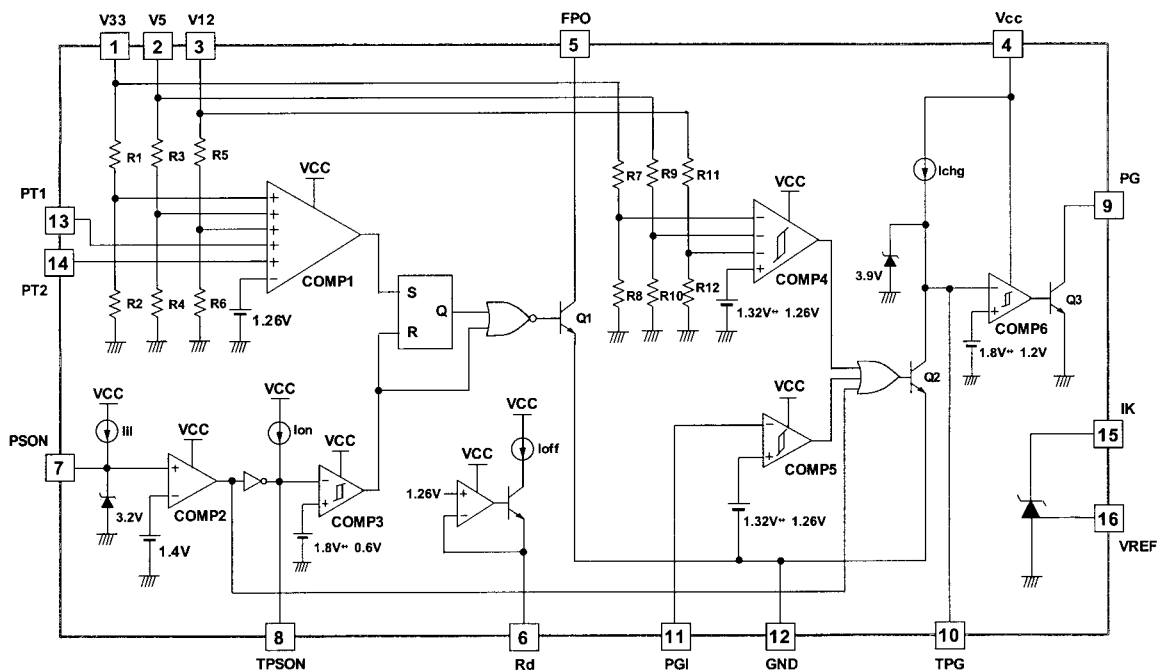 V33 V5 V12 FPO Vcc
1 2 3 5 4
R1 R3 R5 R7 R9 R11 Ichg
VCC VCC
PT1 PG
13 9
+ + + + + −
− − − +
14
PT2
COMP1 COMP4 3.9V
R2 R4 R6 R8 R10 R12
1.26V 1.32V↔ 1.26V
S Q R
Q1
− +
COMP6 Q3
1.8V↔ 1.2V
VCC VCC VCC VCC
Q2
PSON Iil Ion VCC Ioff IK
7 15
+ − − +
VCC VCC
1.26V + −
− + COMP5
3.2V COMP2 COMP3
1.4V 1.8V↔ 0.6V
1.32V↔ 1.26V
16
VREF
8 6 11 12 10
TPSON Rd PGI GND TPG